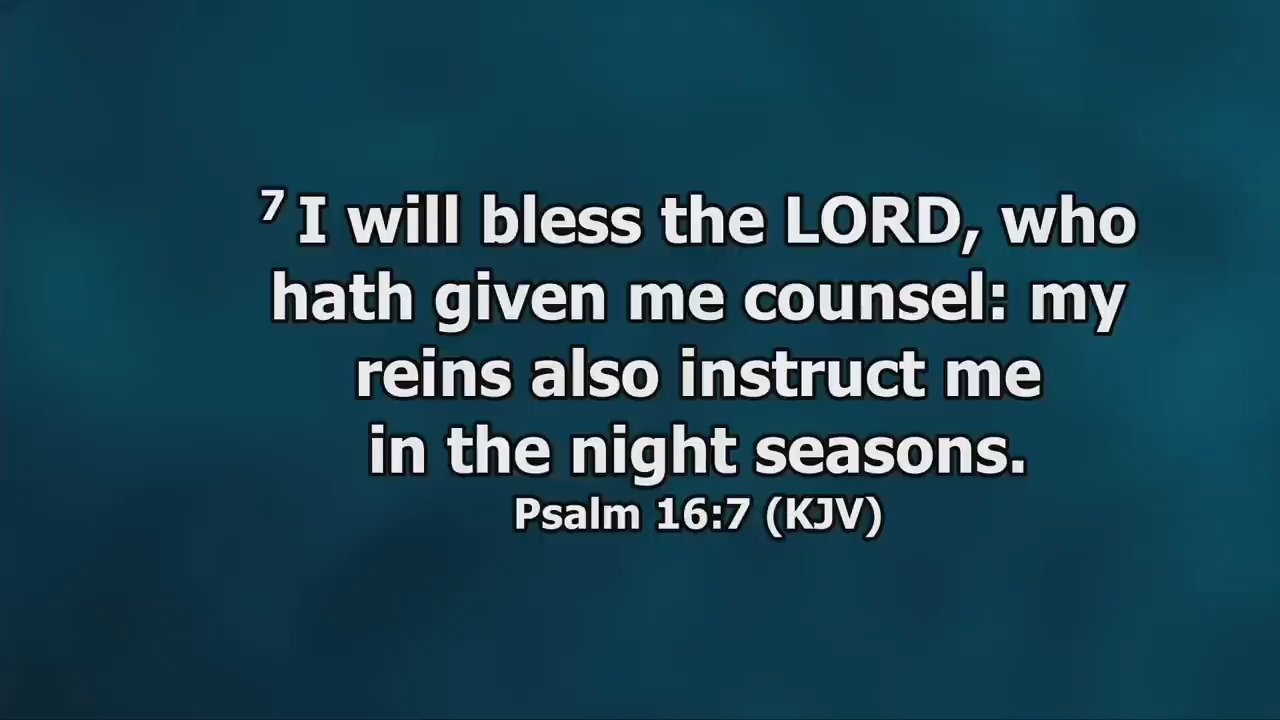 7 I will bless the LORD, who
hath given me counsel: my
reins also instruct me
in the night seasons.
Psalm 16:7 (KJV)